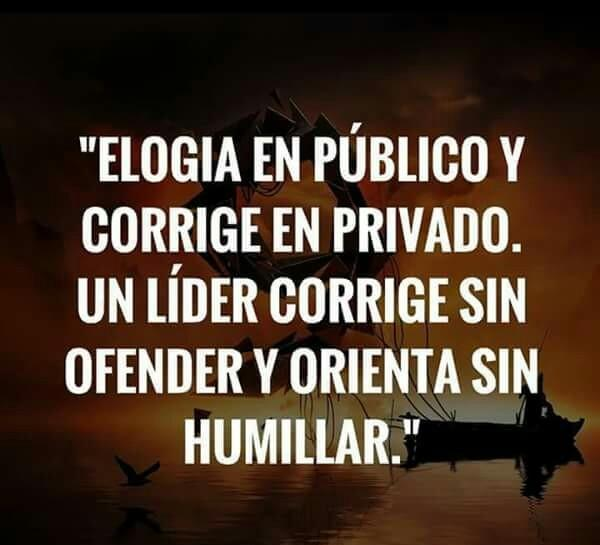 "ELOGIA EN PÚBLICO Y
CORRIGE EN PRIVADO.
UN LÍDER CORRIGE SIN
OFENDER Y ORIENTA SIN
HUMILLAR."